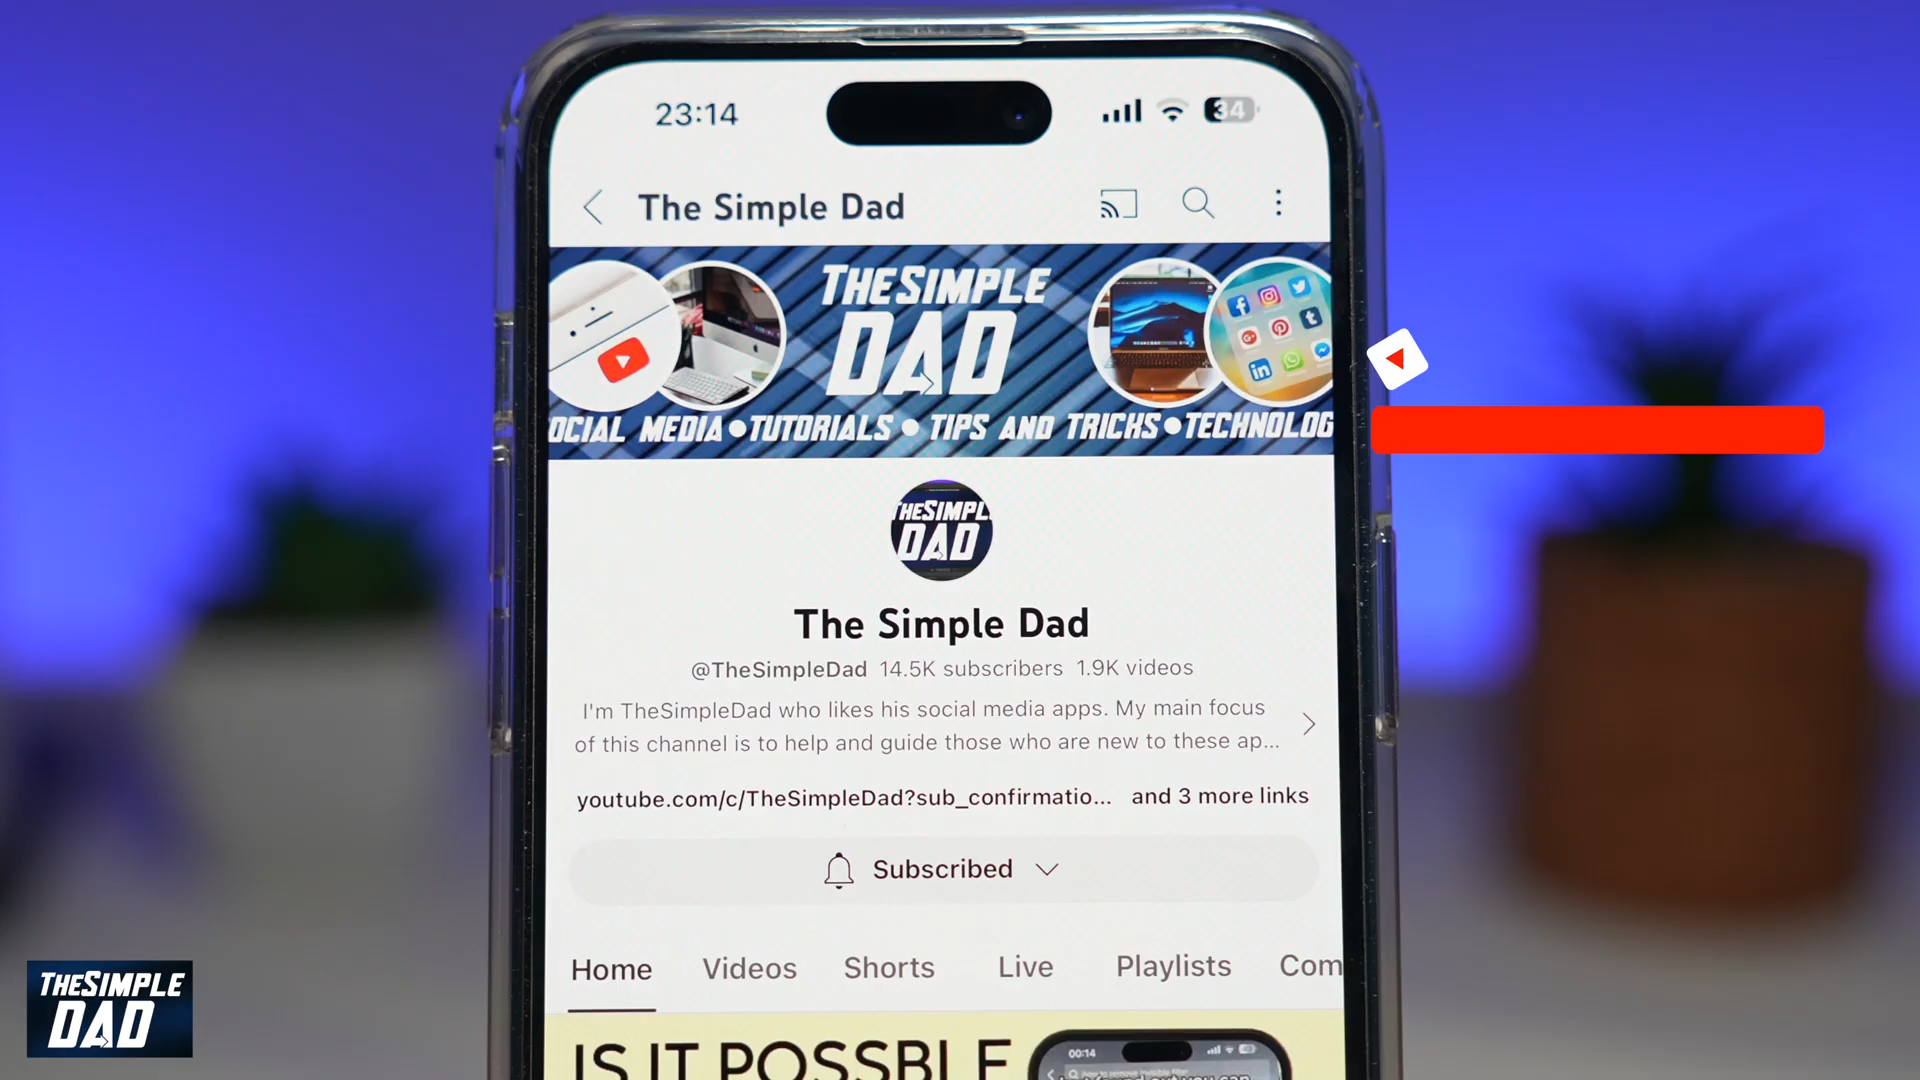 23:14
34
The Simple Dad
THESIMPLE
DAD
OCIAL MEDIA●TUTORIALS ● TIPS AND TRICKS●TECHNOLOG
THESIMPL
DAD
The Simple Dad
@TheSimpleDad 14.5K subscribers 1.9K videos
I'm TheSimpleDad who likes his social media apps. My main focus
of this channel is to help and guide those who are new to these ap...
youtube.com/c/TheSimpleDad?sub_confirmatio... and 3 more links
Subscribed
Home Videos Shorts Live Playlists Com
IS IT POSSBLE
00:14
THESIMPLE
DAD